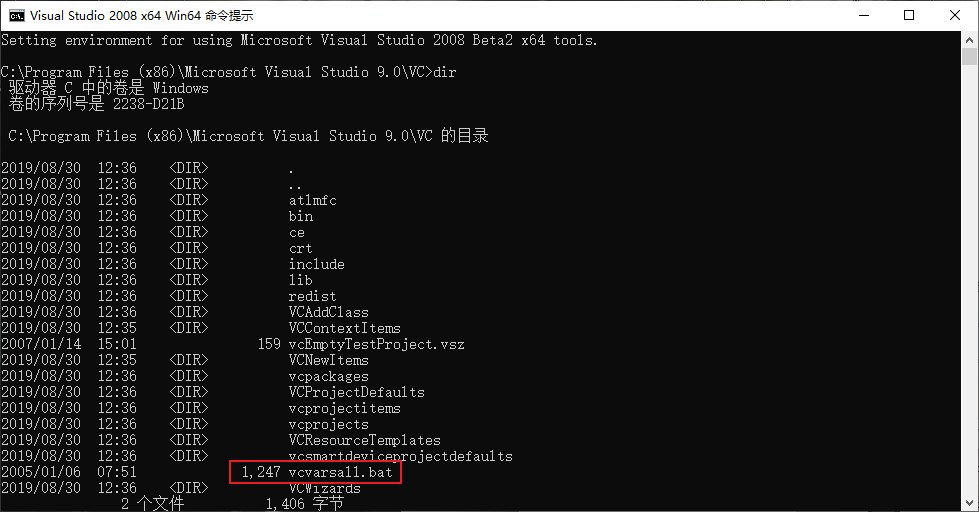 Visual Studio 2008 x64 Win64 命令提示
Setting environment for using Microsoft Visual Studio 2008 Beta2 x64 tools.
C:\Program Files (x86)\Microsoft Visual Studio 9.0\VC>dir
驱动器 C 中的卷是 Windows
卷的序列号是 2238-D21B
C:\Program Files (x86)\Microsoft Visual Studio 9.0\VC 的目录
2019/08/30  12:36    <DIR>          .
2019/08/30  12:36    <DIR>          ..
2019/08/30  12:36    <DIR>          atlmfc
2019/08/30  12:36    <DIR>          bin
2019/08/30  12:36    <DIR>          ce
2019/08/30  12:36    <DIR>          crt
2019/08/30  12:36    <DIR>          include
2019/08/30  12:36    <DIR>          lib
2019/08/30  12:36    <DIR>          redist
2019/08/30  12:36    <DIR>          VCAddClass
2019/08/30  12:35    <DIR>          VCContextItems
2007/01/14  15:01               159 vcEmptyTestProject.vsz
2019/08/30  12:35    <DIR>          VCNewItems
2019/08/30  12:36    <DIR>          vcpackages
2019/08/30  12:36    <DIR>          VCProjectDefaults
2019/08/30  12:36    <DIR>          vcprojectitems
2019/08/30  12:36    <DIR>          vcprojects
2019/08/30  12:36    <DIR>          VCResourceTemplates
2019/08/30  12:36    <DIR>          vcsmartdeviceprojectdefaults
2005/01/06  07:51             1,247 vcvarsall.bat
2019/08/30  12:36    <DIR>          VCWizards
2 个文件          1,406 字节